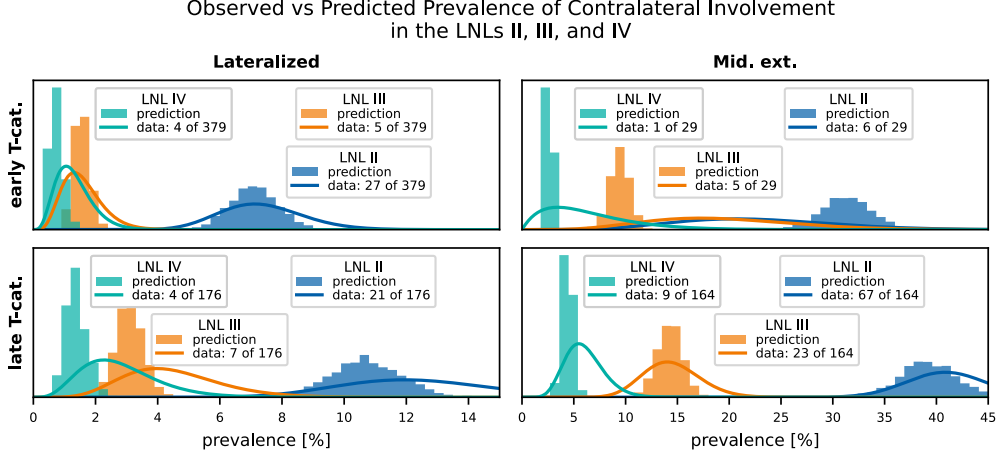 Observed vs Predicted Prevalence of Contralateral Involvement
in the LNLs II, III, and IV
Lateralized
Mid. ext.
early T-cat.
LNL IV
prediction
data: 4 of 379
LNL III
prediction
data: 5 of 379
LNL II
prediction
data: 27 of 379
LNL IV
prediction
data: 1 of 29
LNL II
prediction
data: 6 of 29
LNL III
prediction
data: 5 of 29
late T-cat.
LNL IV
prediction
data: 4 of 176
LNL II
prediction
data: 21 of 176
LNL III
prediction
data: 7 of 176
LNL IV
prediction
data: 9 of 164
LNL II
prediction
data: 67 of 164
LNL III
prediction
data: 23 of 164
0 2 4 6 8 10 12 14
0 5 10 15 20 25 30 35 40 45
prevalence [%]
prevalence [%]